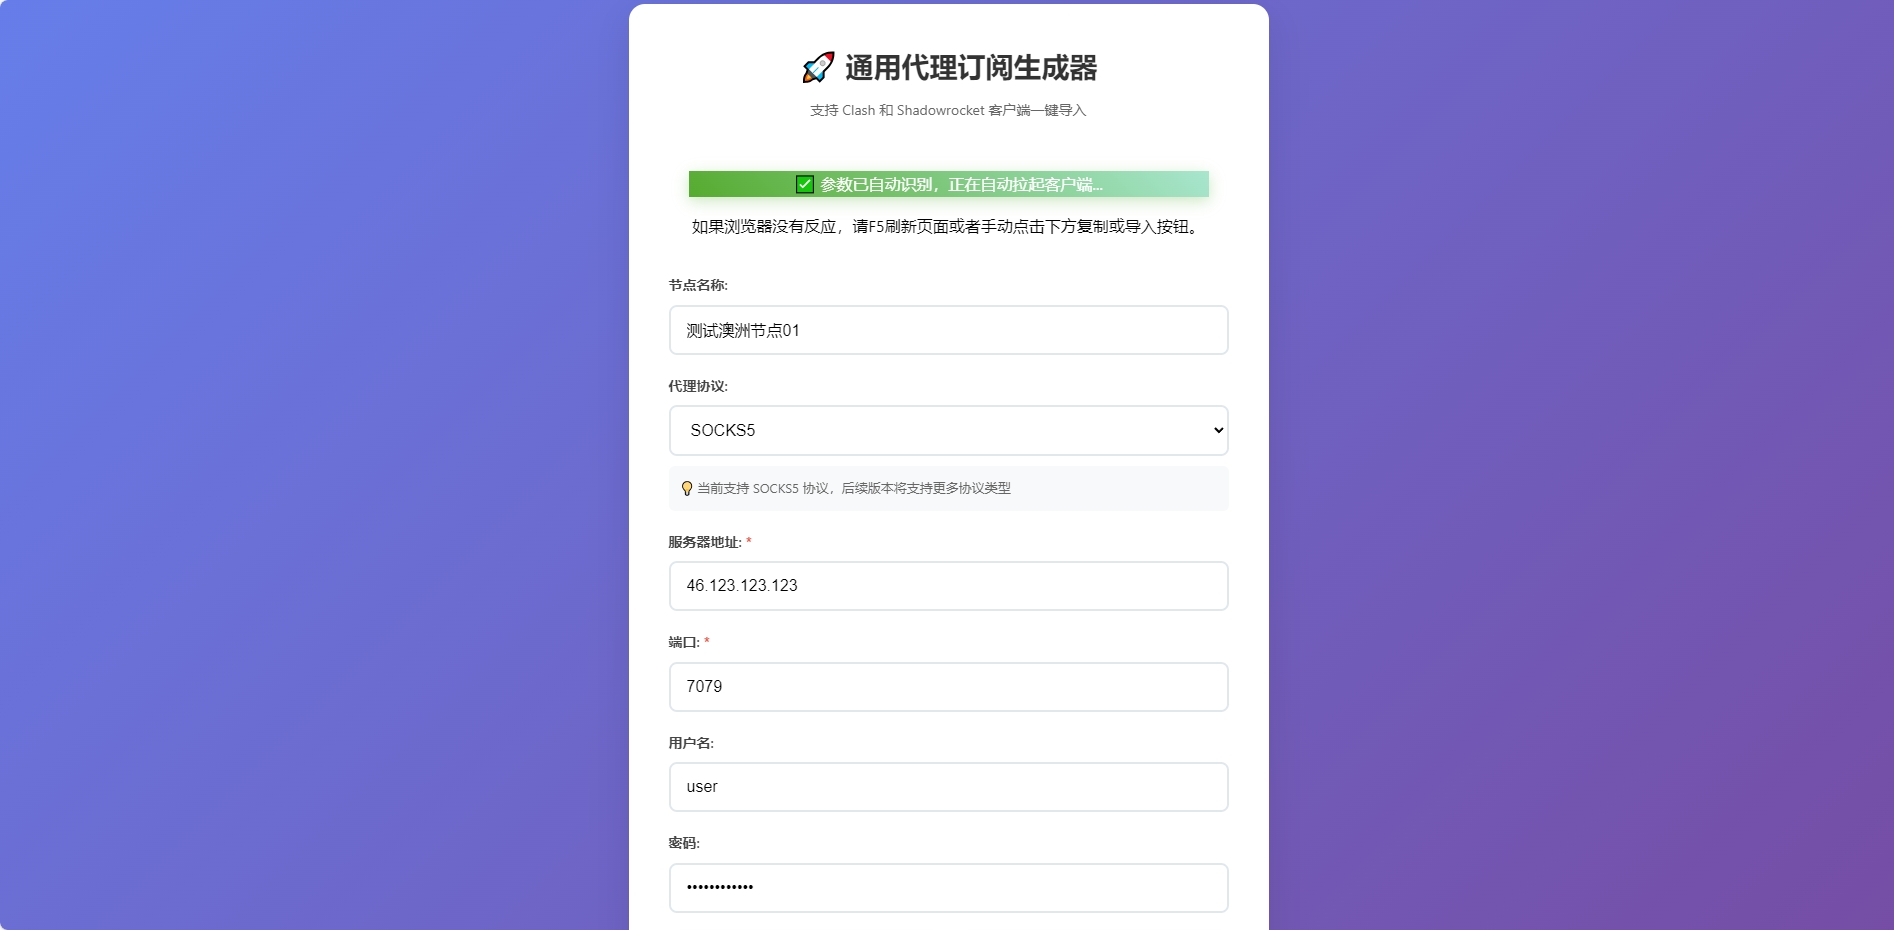 🚀 通用代理订阅生成器
支持 Clash 和 Shadowrocket 客户端一键导入
✅ 参数已自动识别，正在自动拉起客户端...
如果浏览器没有反应，请F5刷新页面或者手动点击下方复制或导入按钮。
节点名称:
测试澳洲节点01
代理协议:
SOCKS5
💡 当前支持 SOCKS5 协议，后续版本将支持更多协议类型
服务器地址: *
46.123.123.123
端口: *
7079
用户名:
user
密码:
••••••••••••